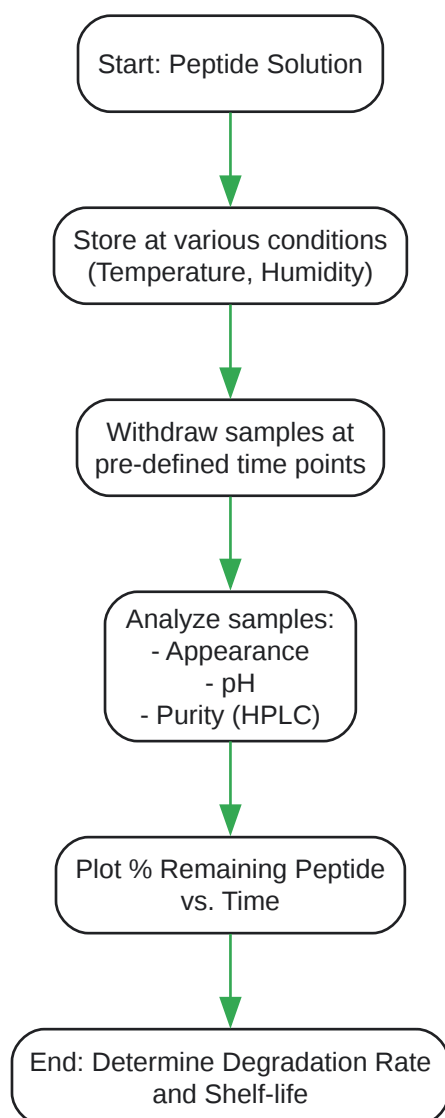 Start: Peptide Solution
Store at various conditions
(Temperature, Humidity)
Withdraw samples at
pre-defined time points
Analyze samples:
- Appearance
- pH
- Purity (HPLC)
Plot % Remaining Peptide
vs. Time
End: Determine Degradation Rate
and Shelf-life